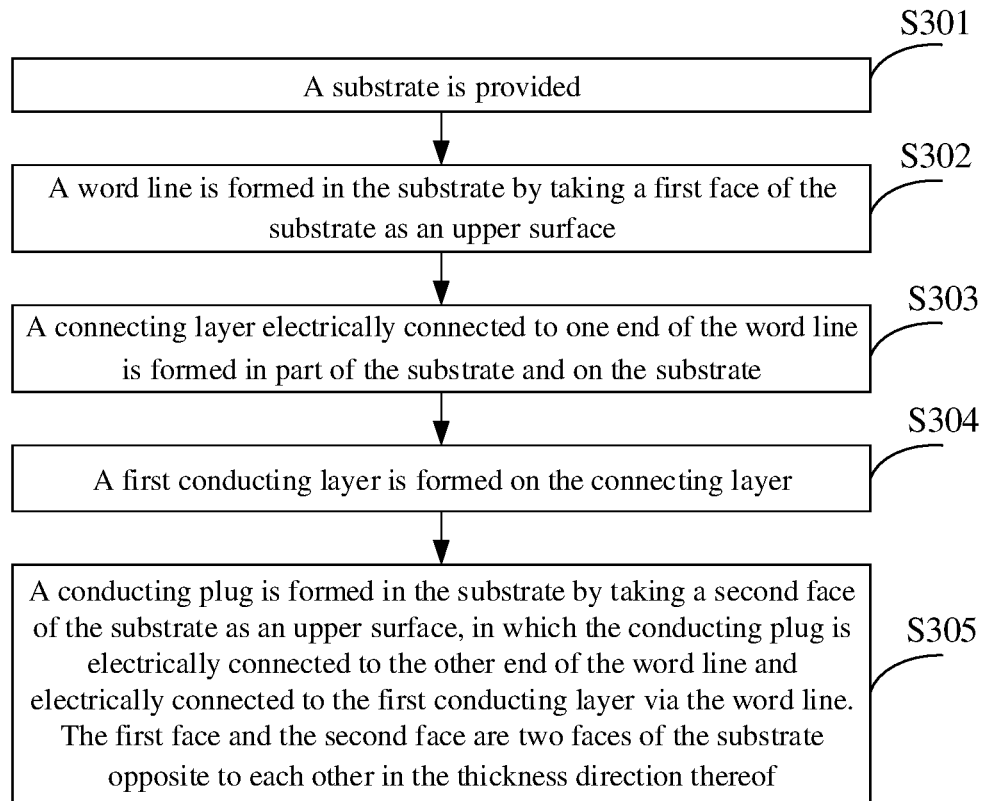 S301
A substrate is provided
S302
A word line is formed in the substrate by taking a first face of the
substrate as an upper surface
S303
A connecting layer electrically connected to one end of the word line
is formed in part of the substrate and on the substrate
S304
A first conducting layer is formed on the connecting layer
S305
A conducting plug is formed in the substrate by taking a second face
of the substrate as an upper surface, in which the conducting plug is
electrically connected to the other end of the word line and
electrically connected to the first conducting layer via the word line.
The first face and the second face are two faces of the substrate
opposite to each other in the thickness direction thereof